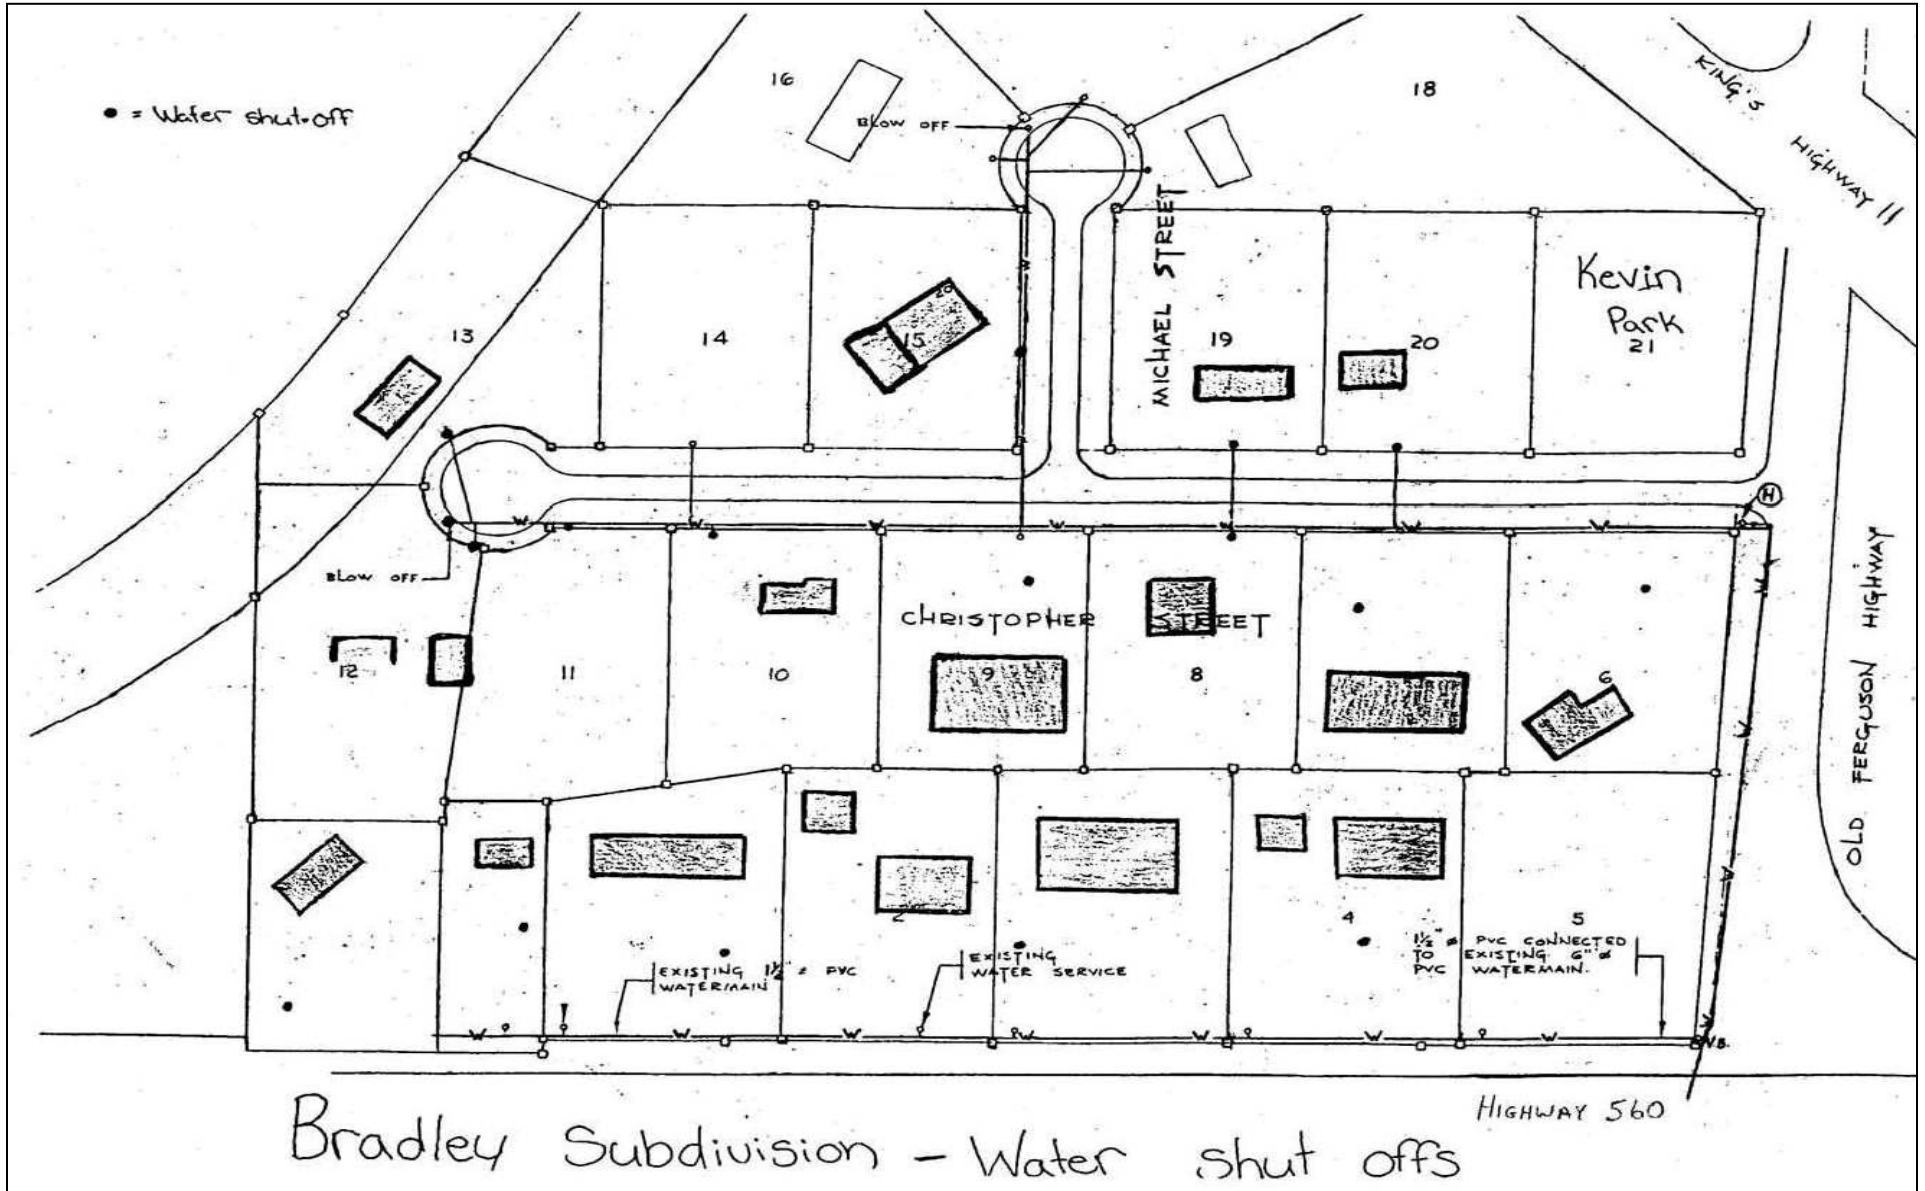 ● = Water shut-off
16
18
KING'S
HIGHWAY 11
BLOW OFF
MICHAEL STREET
Kevin
Park
21
13
14
15
19
20
H
W W W W W W W
BLOW OFF
CHRISTOPHER STREET
12
11
10
9
8
6
W
W
W
W
OLD FERGUSON HIGHWAY
2
4
5
EXISTING 1½" ø PVC
WATERMAIN
EXISTING
WATER SERVICE
1½" ø PVC CONNECTED
TO EXISTING 6" ø
PVC WATERMAIN.
W W W W W W W
V.B.
HIGHWAY 560
Bradley Subdivision - Water shut offs